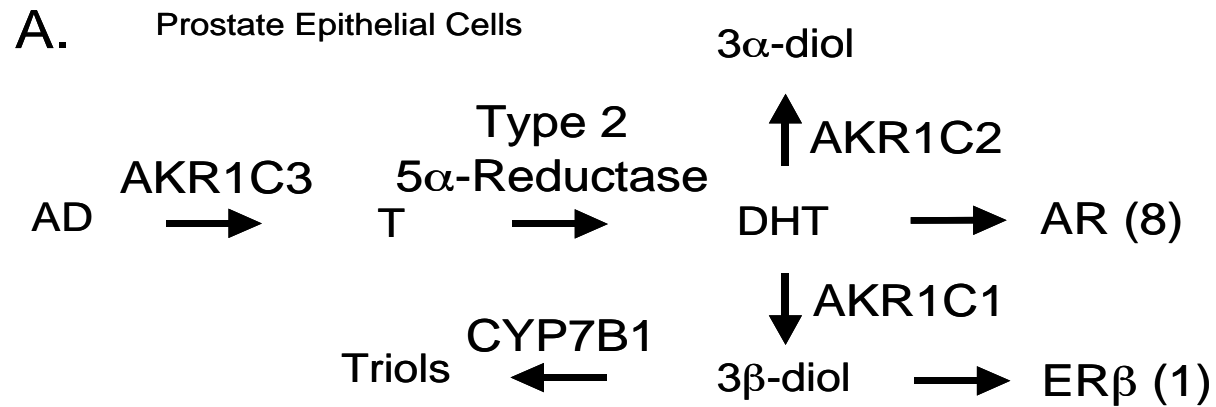 A.
Prostate Epithelial Cells
3α-diol
Type 2
AKR1C2
AKR1C3
5α-Reductase
AD
T
DHT
AR (8)
AKR1C1
CYP7B1
Triols
3β-diol
ERβ (1)